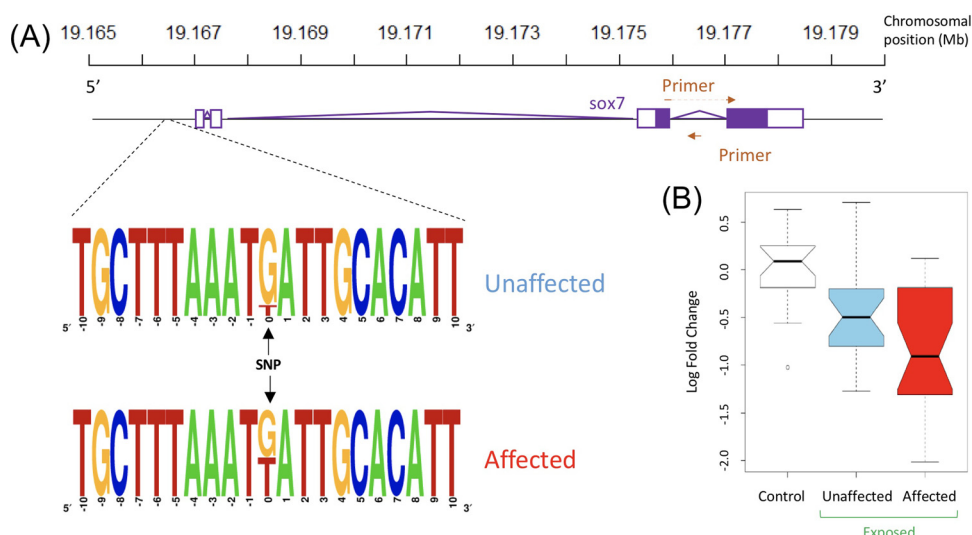 (A)
19.165 19.167 19.169 19.171 19.173 19.175 19.177 19.179
Chromosomal
position (Mb)
5’ 3’
Primer
sox7
Primer
TGCTTTAAATGATTGCACATT
T
5′ -10 -9 -8 -7 -6 -5 -4 -3 -2 -1 0 1 2 3 4 5 6 7 8 9 10 3′
Unaffected
SNP
TGCTTTAAATGATTGCACATT
T
5′ -10 -9 -8 -7 -6 -5 -4 -3 -2 -1 0 1 2 3 4 5 6 7 8 9 10 3′
Affected
(B)
Log Fold Change
0.5
0.0
-0.5
-1.0
-1.5
-2.0
Control Unaffected Affected
Exposed